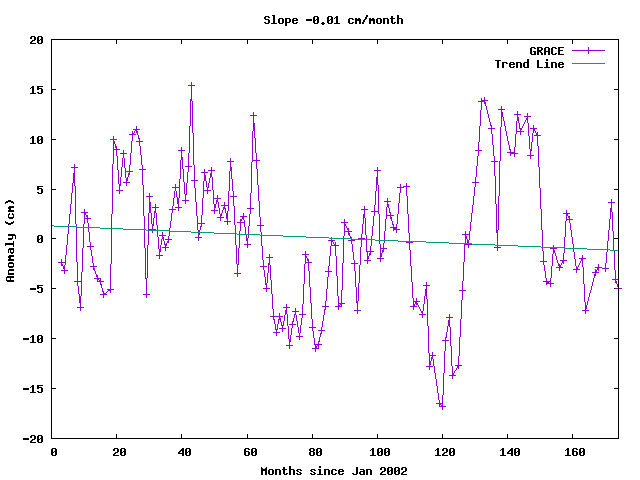 Slope -0.01 cm/month
GRACE
Trend Line
20
15
10
5
0
-5
-10
-15
-20
Anomaly (cm)
0 20 40 60 80 100 120 140 160
Months since Jan 2002